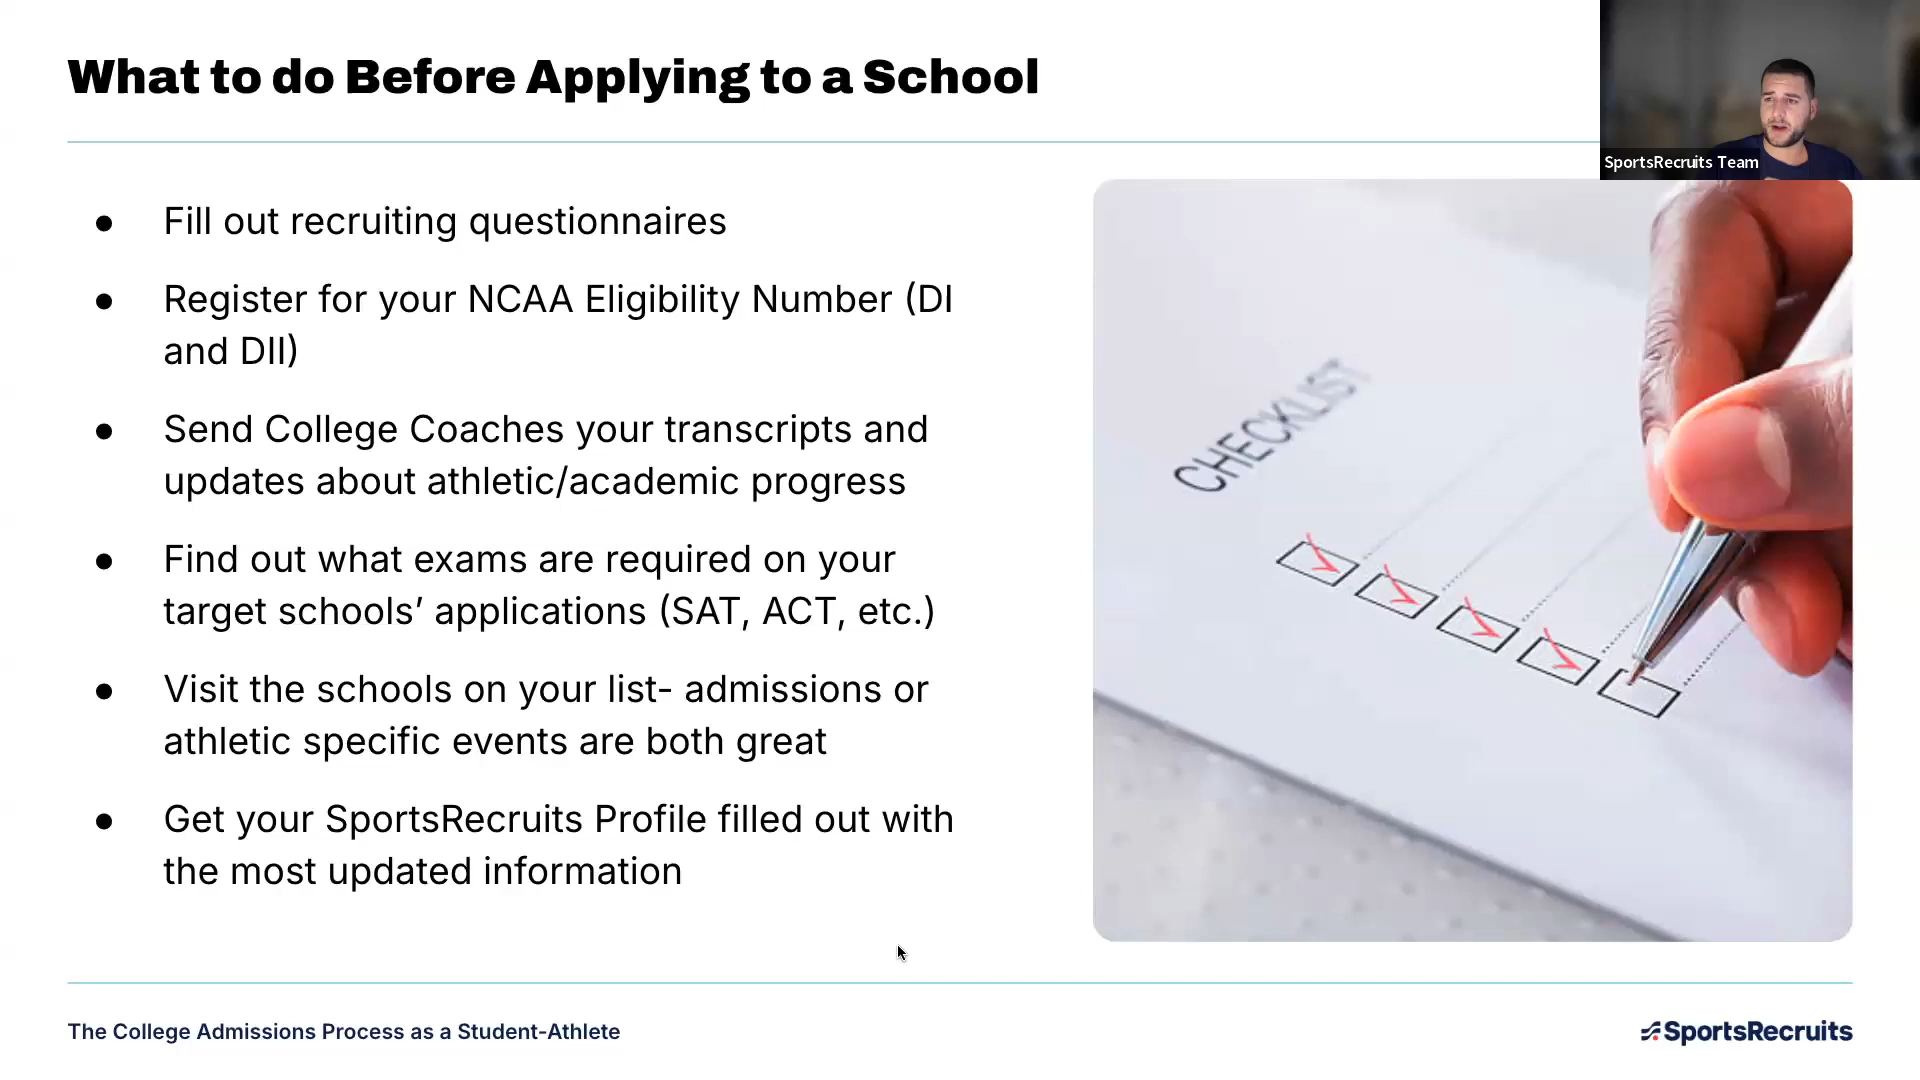 What to do Before Applying to a School
SportsRecruits Team
● Fill out recruiting questionnaires
● Register for your NCAA Eligibility Number (DI
and DII)
● Send College Coaches your transcripts and
updates about athletic/academic progress
● Find out what exams are required on your
target schools’ applications (SAT, ACT, etc.)
● Visit the schools on your list- admissions or
athletic specific events are both great
● Get your SportsRecruits Profile filled out with
the most updated information
CHECKLIST
The College Admissions Process as a Student-Athlete
SportsRecruits